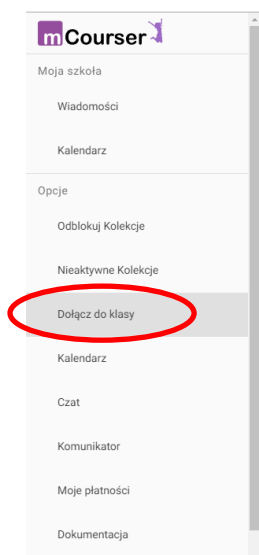 mCourser
Moja szkoła
Wiadomości
Kalendarz
Opcje
Odblokuj Kolekcje
Nieaktywne Kolekcje
Dołącz do klasy
Kalendarz
Czat
Komunikator
Moje płatności
Dokumentacja